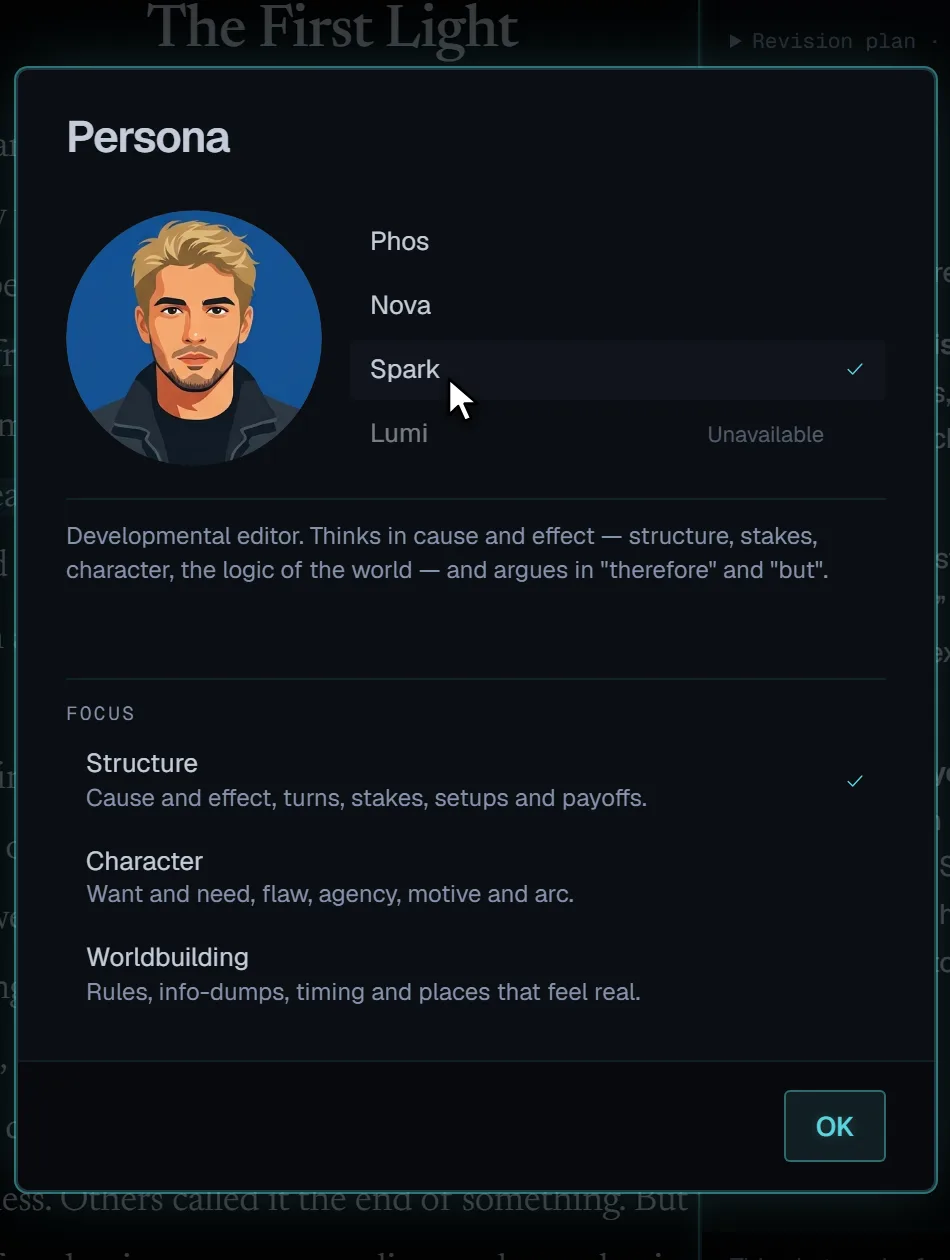 The First Light
Revision plan
Persona
Phos
Nova
Spark
Lumi
Unavailable
Developmental editor. Thinks in cause and effect — structure, stakes,
character, the logic of the world — and argues in "therefore" and "but".
FOCUS
Structure
Cause and effect, turns, stakes, setups and payoffs.
Character
Want and need, flaw, agency, motive and arc.
Worldbuilding
Rules, info-dumps, timing and places that feel real.
OK
Others called it the end of something. But